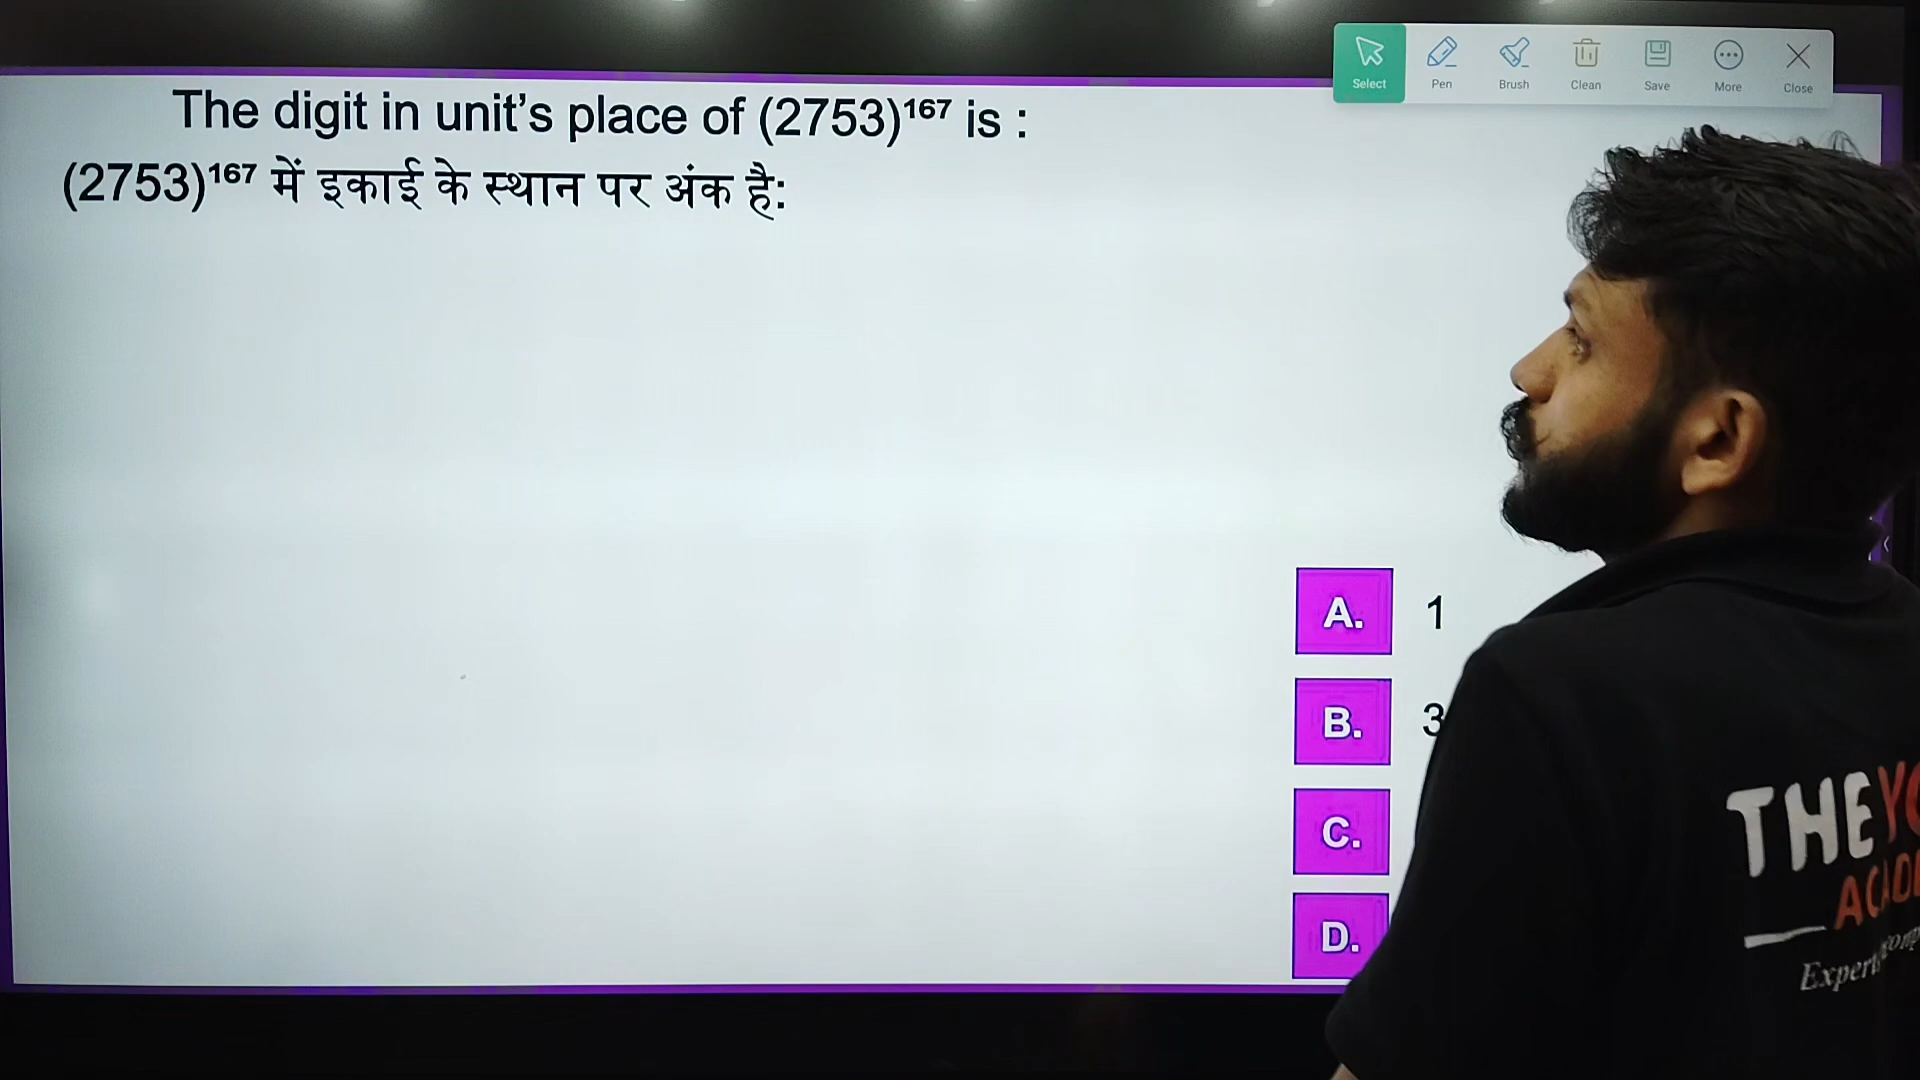 Select Pen Brush Clean Save More Close
The digit in unit’s place of (2753)¹⁶⁷ is :
(2753)¹⁶⁷ में इकाई के स्थान पर अंक है:
A. 1
B. 3
C.
D.
THE